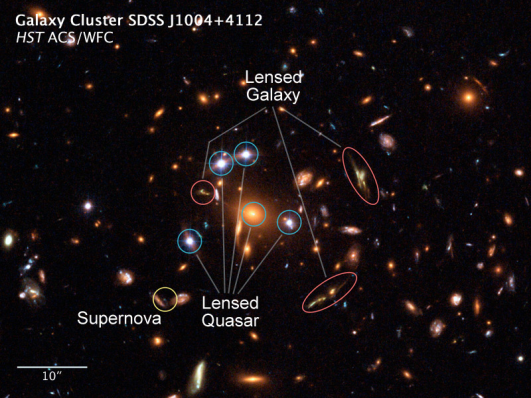 Galaxy Cluster SDSS J1004+4112
HST ACS/WFC
Lensed
Galaxy
Supernova
Lensed
Quasar
10"